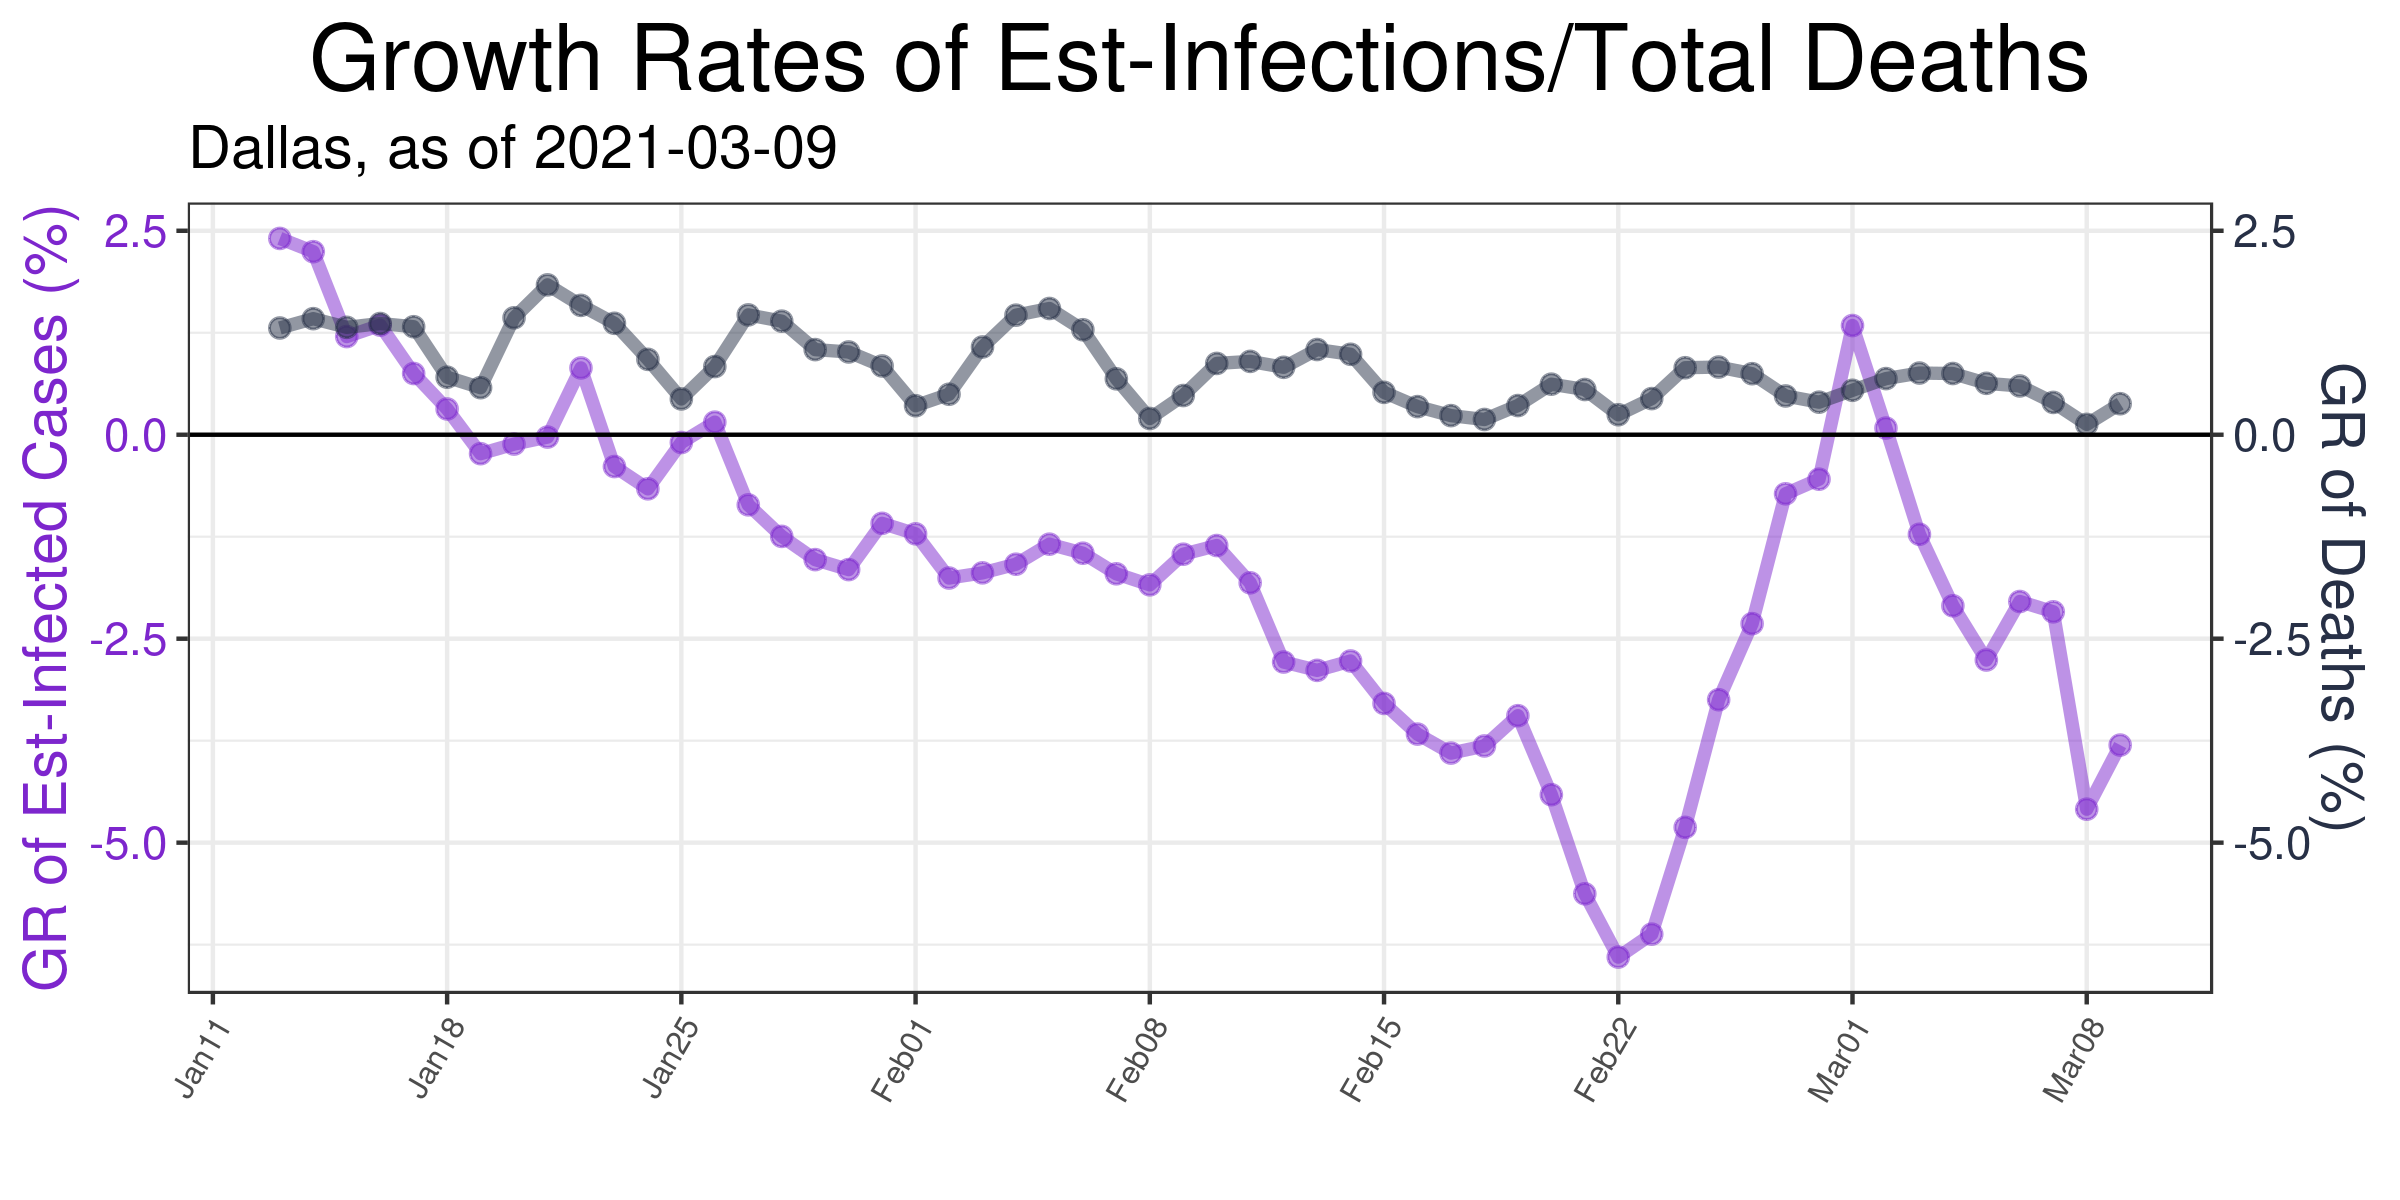 Growth Rates of Est-Infections/Total Deaths
Dallas, as of 2021-03-09
GR of Est-Infected Cases (%)
2.5
0.0
-2.5
-5.0
2.5
0.0
-2.5
-5.0
GR of Deaths (%)
Jan11
Jan18
Jan25
Feb01
Feb08
Feb15
Feb22
Mar01
Mar08